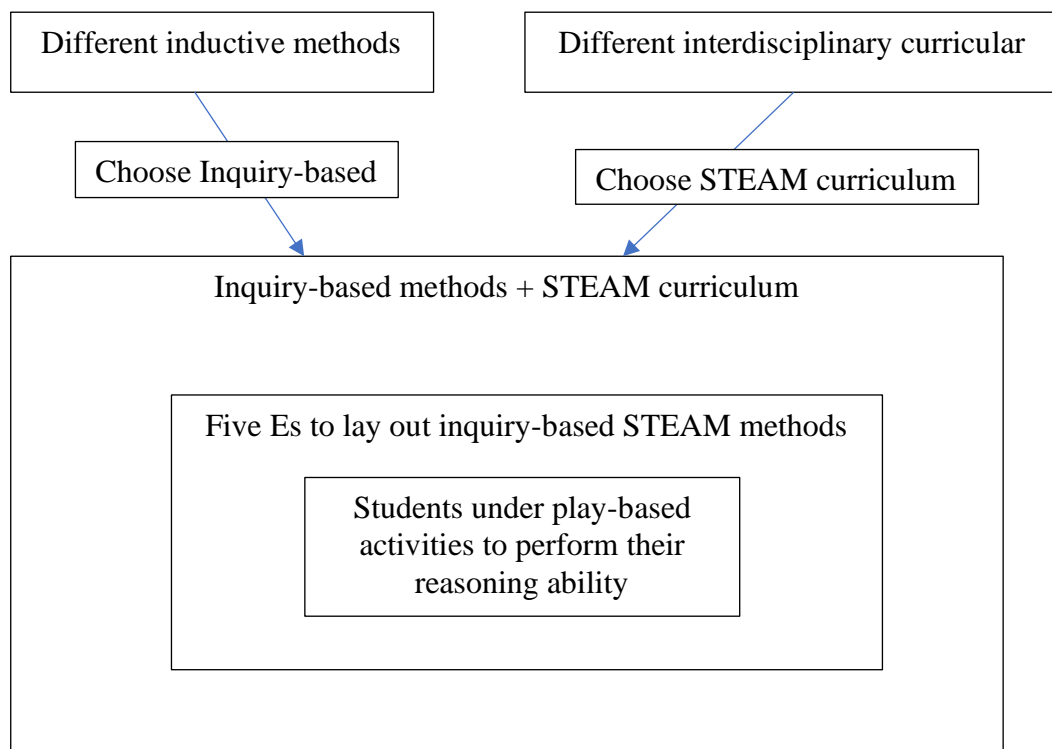 Different inductive methods
Different interdisciplinary curricular
Choose Inquiry-based
Choose STEAM curriculum
Inquiry-based methods + STEAM curriculum
Five Es to lay out inquiry-based STEAM methods
Students under play-based
activities to perform their
reasoning ability